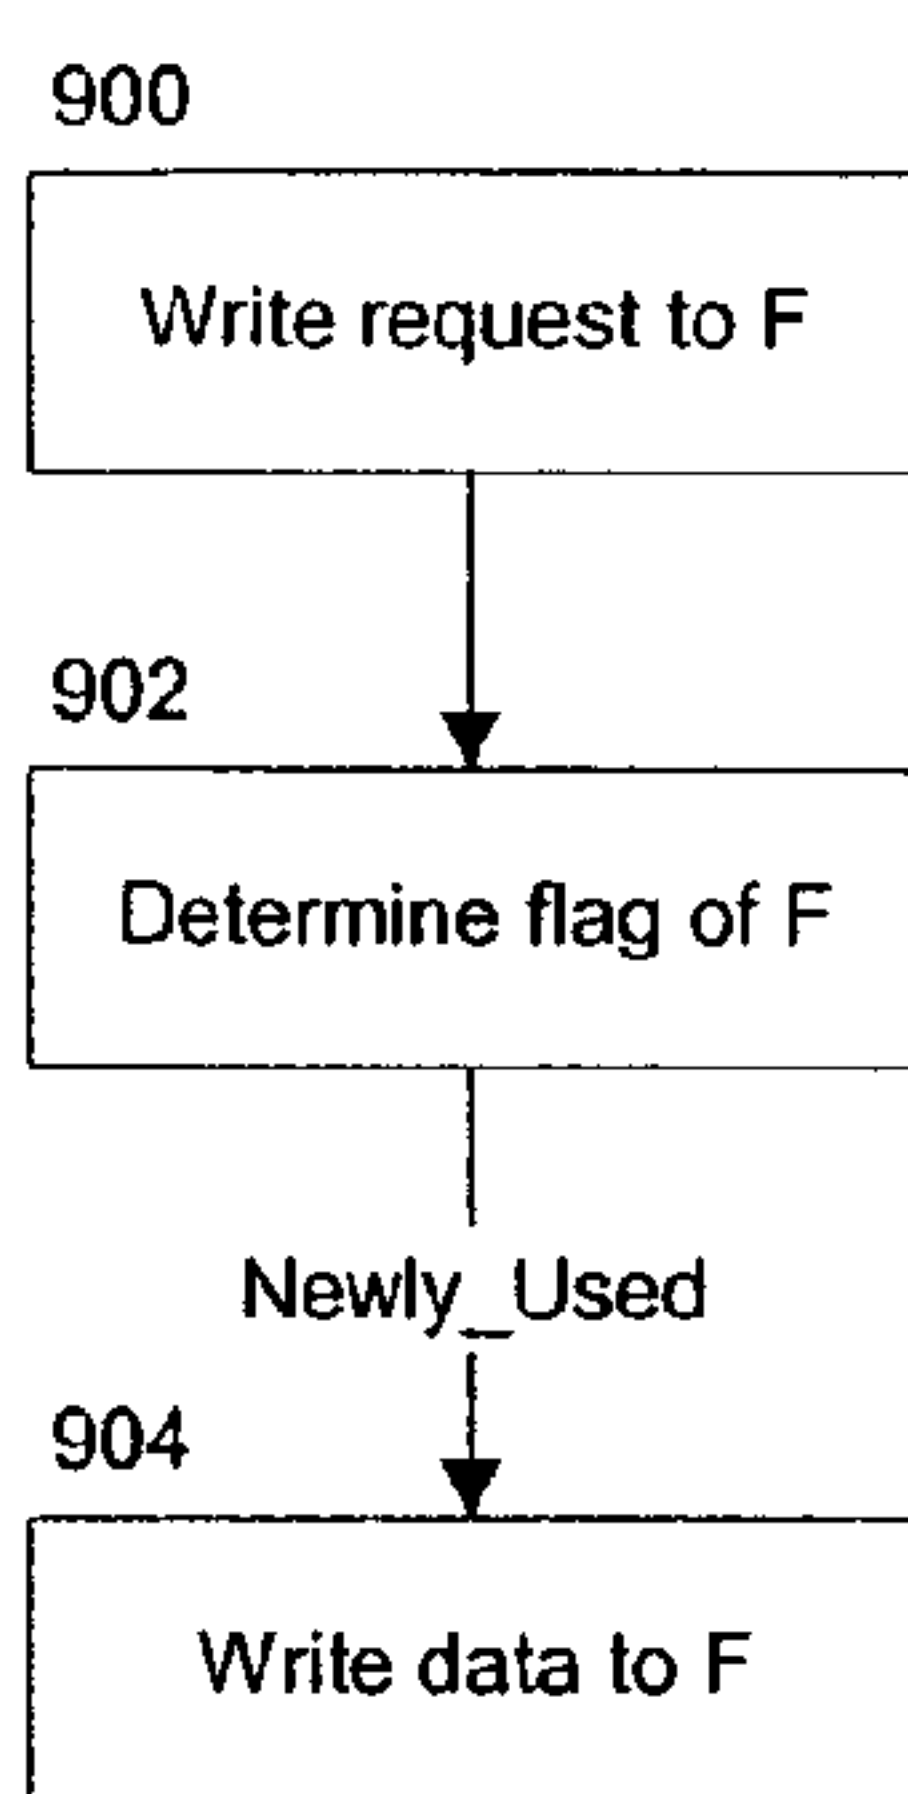 900
Write request to F
902
Determine flag of F
Newly_Used
904
Write data to F